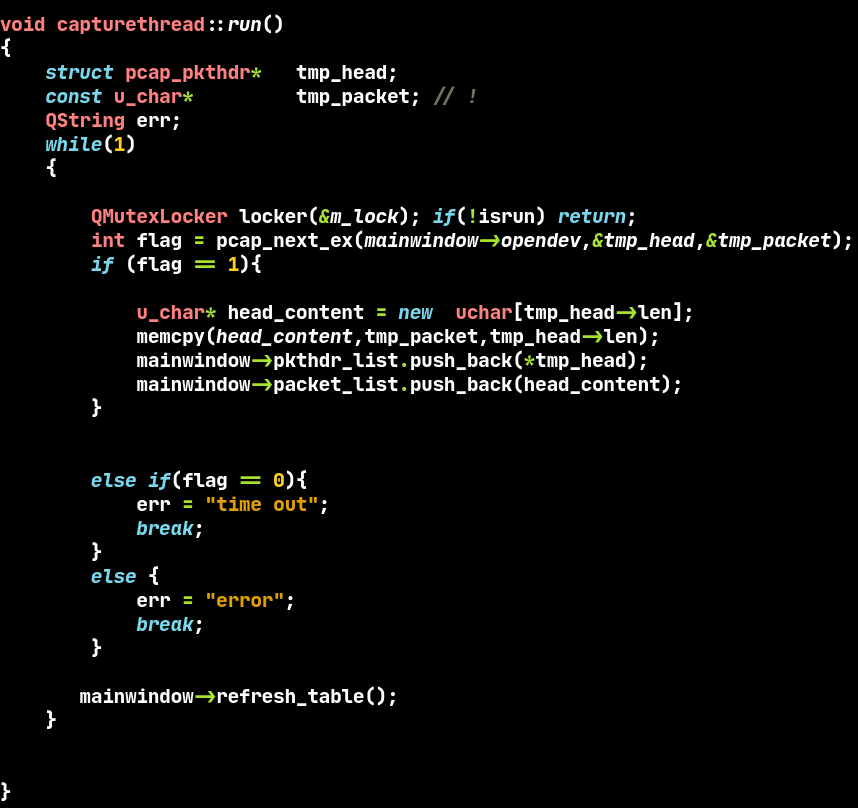 void capturethread::run()
{
    struct pcap_pkthdr*   tmp_head;
    const u_char*         tmp_packet; // !
    QString err;
    while(1)
    {
        QMutexLocker locker(&m_lock); if(!isrun) return;
        int flag = pcap_next_ex(mainwindow->opendev,&tmp_head,&tmp_packet);
        if (flag == 1){
            u_char* head_content = new  uchar[tmp_head->len];
            memcpy(head_content,tmp_packet,tmp_head->len);
            mainwindow->pkthdr_list.push_back(*tmp_head);
            mainwindow->packet_list.push_back(head_content);
        }
        else if(flag == 0){
            err = "time out";
            break;
        }
        else {
            err = "error";
            break;
        }
       mainwindow->refresh_table();
    }
}